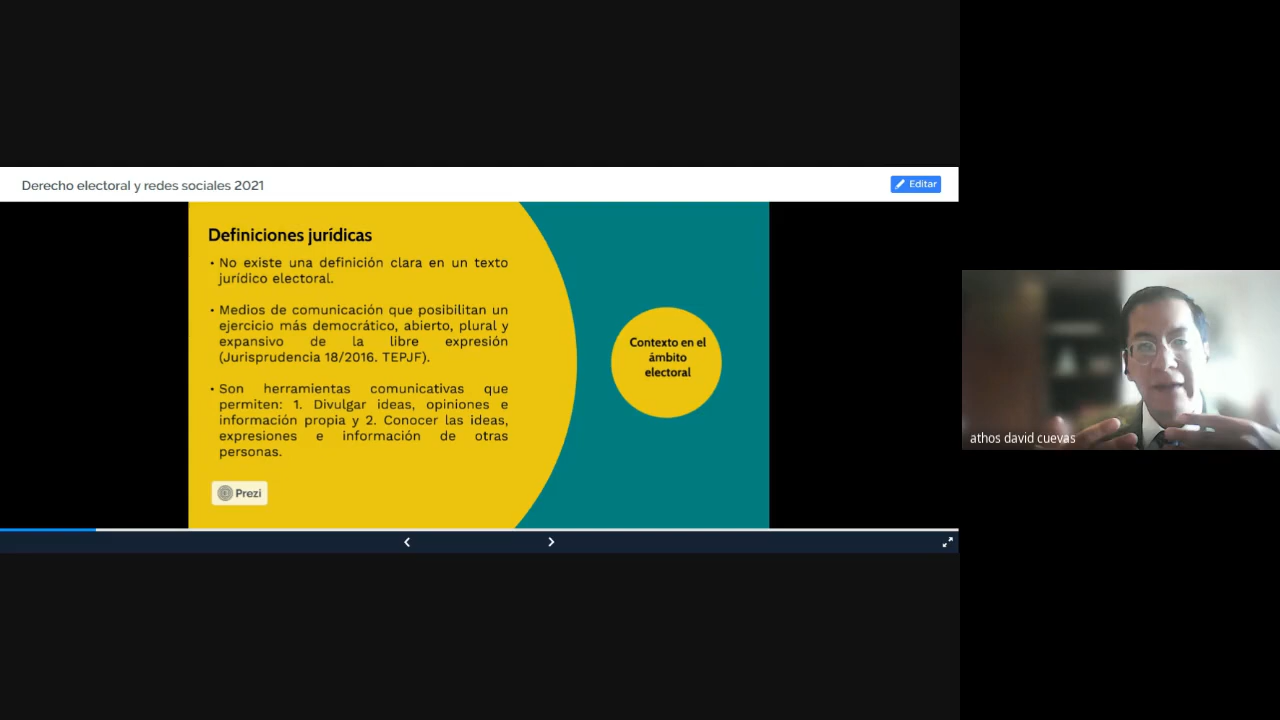 Derecho electoral y redes sociales 2021
Editar
Definiciones jurídicas
• No existe una definición clara en un texto
jurídico electoral.
• Medios de comunicación que posibilitan un
ejercicio más democrático, abierto, plural y
expansivo de la libre expresión
(Jurisprudencia 18/2016. TEPJF).
• Son herramientas comunicativas que
permiten: 1. Divulgar ideas, opiniones e
información propia y 2. Conocer las ideas,
expresiones e información de otras
personas.
Prezi
Contexto en el
ámbito
electoral
athos david cuevas